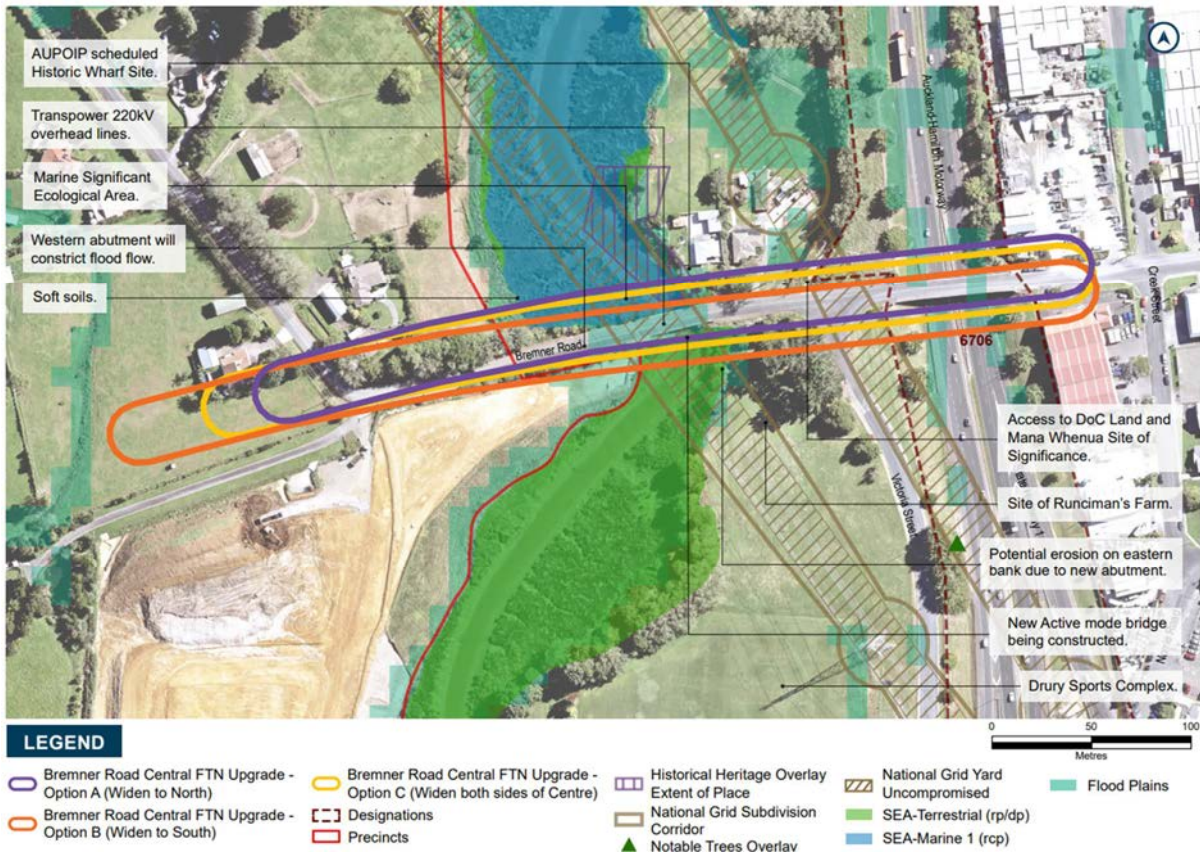 AUPOIP scheduled
Historic Wharf Site.
Transpower 220kV
overhead lines.
Marine Significant
Ecological Area.
Western abutment will
constrict flood flow.
Soft soils.
Bremner Road
Auckland-Hamilton Motorway
Creek Street
6706
Victoria Street
Access to DoC Land and
Mana Whenua Site of
Significance.
Site of Runciman's Farm.
Potential erosion on eastern
bank due to new abutment.
New Active mode bridge
being constructed.
Drury Sports Complex.
0 50 100
Metres
LEGEND
Bremner Road Central FTN Upgrade -
Option A (Widen to North)
Bremner Road Central FTN Upgrade -
Option B (Widen to South)
Bremner Road Central FTN Upgrade -
Option C (Widen both sides of Centre)
Designations
Precincts
Historical Heritage Overlay
Extent of Place
National Grid Subdivision
Corridor
Notable Trees Overlay
National Grid Yard
Uncompromised
SEA-Terrestrial (rp/dp)
SEA-Marine 1 (rcp)
Flood Plains